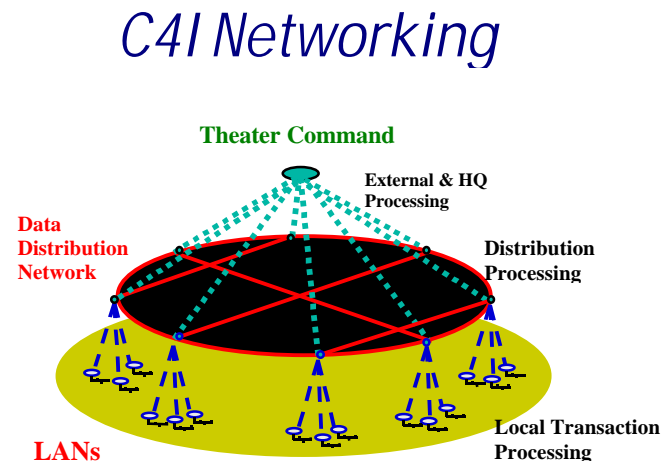 C4I Networking
Theater Command
External & HQ
Processing
Data
Distribution
Network
Distribution
Processing
Local Transaction
Processing
LANs